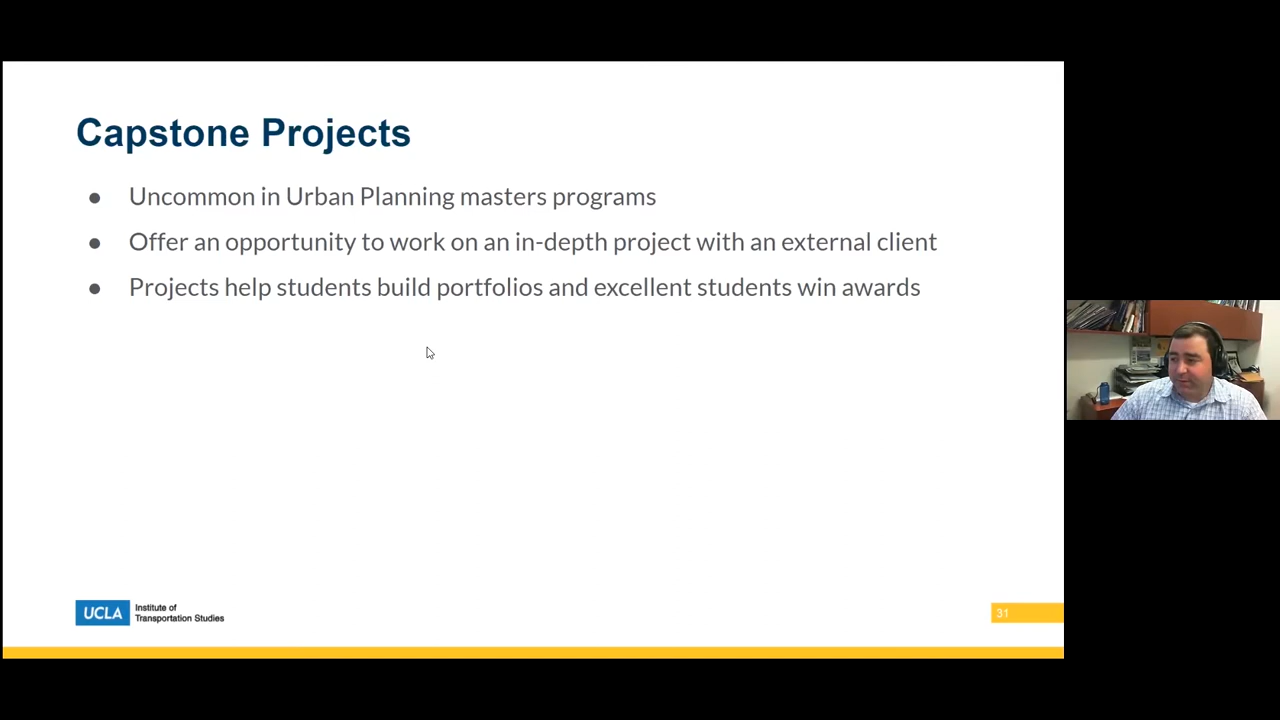 Capstone Projects
● Uncommon in Urban Planning masters programs
● Offer an opportunity to work on an in-depth project with an external client
● Projects help students build portfolios and excellent students win awards
UCLA
Institute of
Transportation Studies
31